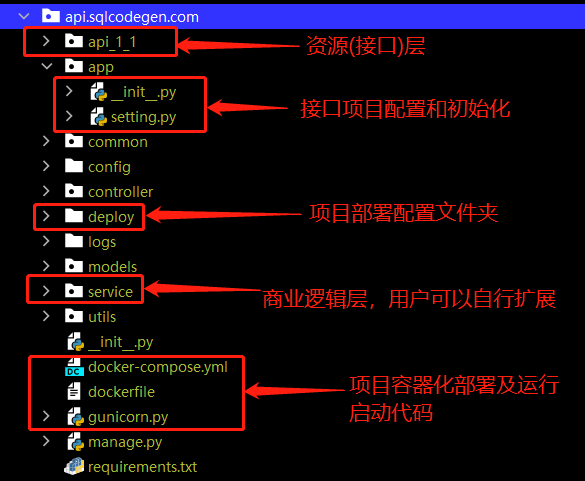 api.sqlcodegen.com
api_1_1
资源(接口)层
app
__init__.py
setting.py
接口项目配置和初始化
common
config
controller
deploy
项目部署配置文件夹
logs
models
service
商业逻辑层，用户可以自行扩展
utils
__init__.py
docker-compose.yml
DC
dockerfile
gunicorn.py
项目容器化部署及运行
启动代码
manage.py
requirements.txt